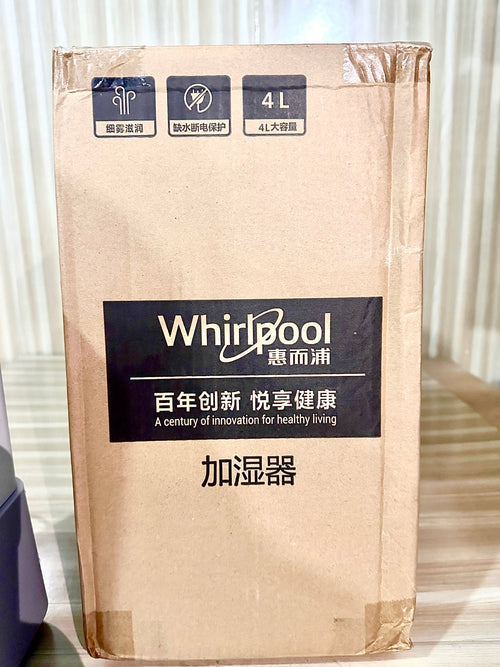 细雾滋润
缺水断电保护
4L
4L大容量
Whirlpool
惠而浦
百年创新 悦享健康
A century of innovation for healthy living
加湿器